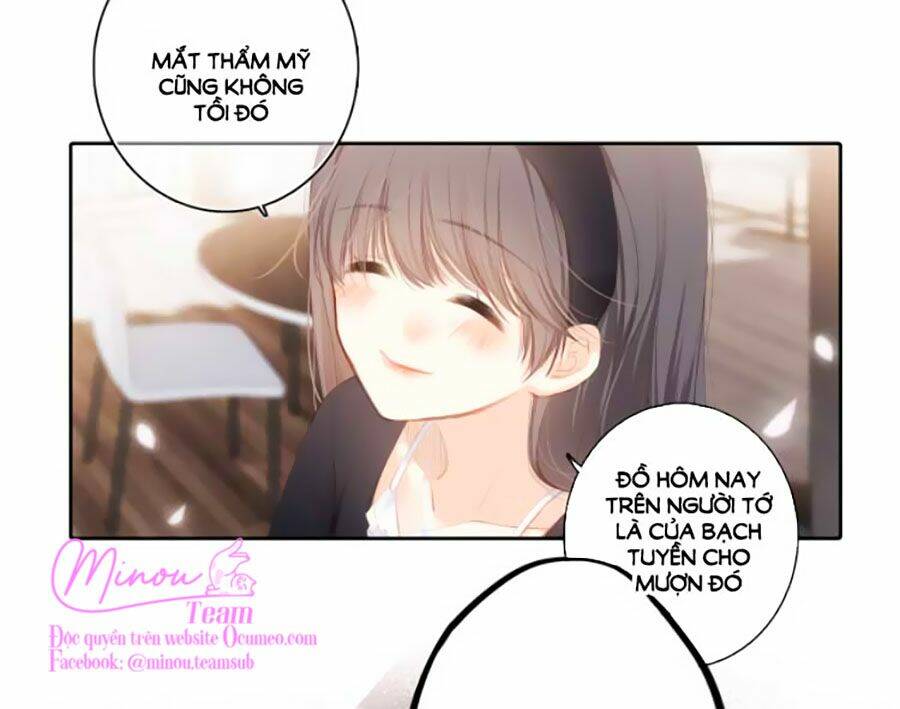 MẮT THẨM MỸ
CŨNG KHÔNG
TỒI ĐÓ
ĐỒ HÔM NAY
TRÊN NGƯỜI TỚ
LÀ CỦA BẠCH
TUYỀN CHO
MƯỢN ĐÓ
Minou
Team
Độc quyền trên website Ocumeo.com
Facebook: @minou.teamsub